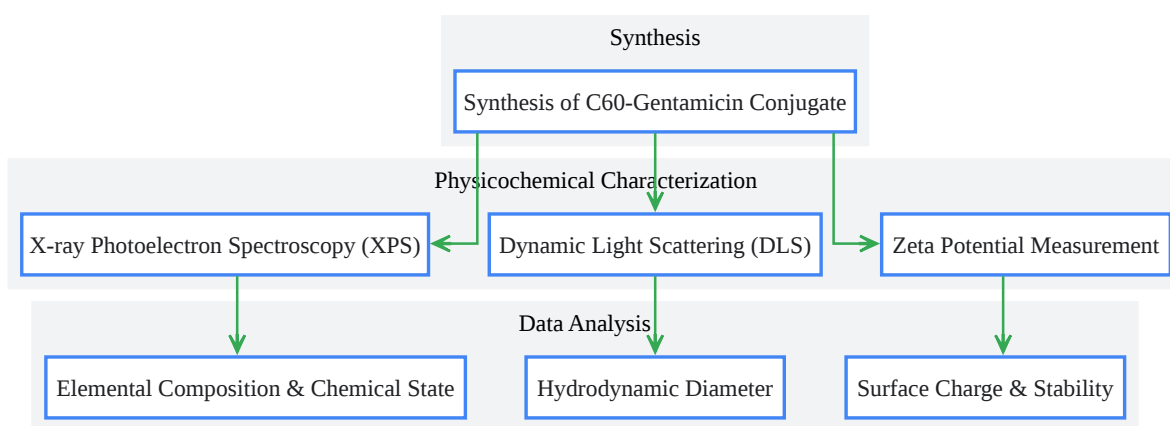 Synthesis
Synthesis of C60-Gentamicin Conjugate
Physicochemical Characterization
X-ray Photoelectron Spectroscopy (XPS)
Dynamic Light Scattering (DLS)
Zeta Potential Measurement
Data Analysis
Elemental Composition & Chemical State
Hydrodynamic Diameter
Surface Charge & Stability